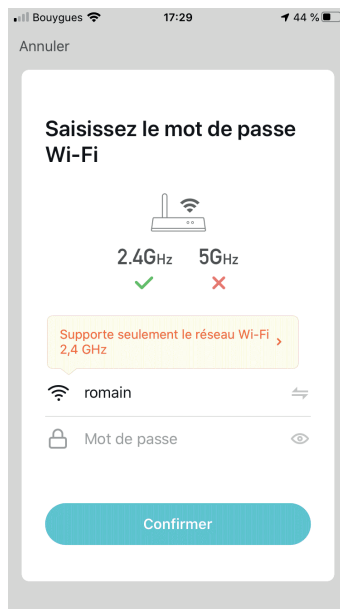 Bouygues 17:29 44 %
Annuler
Saisissez le mot de passe
Wi-Fi
2.4GHz 5GHz
Supporte seulement le réseau Wi-Fi
2,4 GHz
romain
Mot de passe
Confirmer